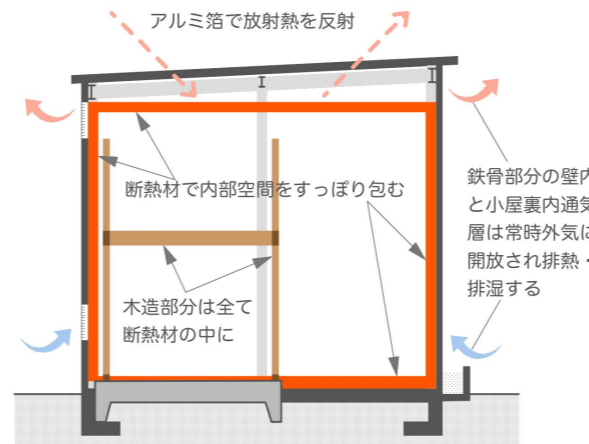 アルミ箔で放射熱を反射
断熱材で内部空間をすっぽり包む
木造部分は全て
断熱材の中に
鉄骨部分の壁内
と小屋裏内通気
層は常時外気に
開放され排熱・
排湿する